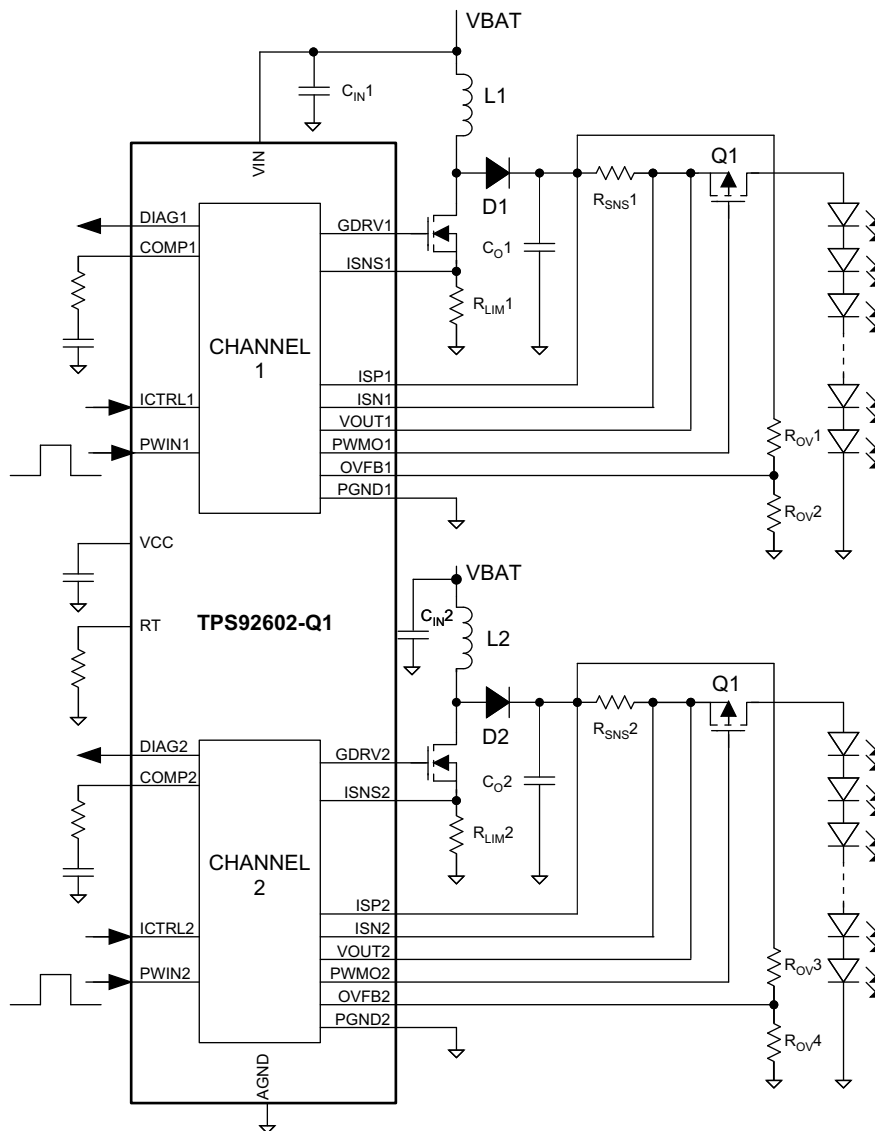 VBAT
C_IN1
L1
VIN
Q1
D1
R_SNS1
DIAG1
GDRV1
COMP1
C_O1
ISNS1
R_LIM1
CHANNEL
1
ISP1
ICTRL1
ISN1
VOUT1
PWIN1
PWMO1
R_OV1
OVFB1
PGND1
R_OV2
VCC
VBAT
C_IN2
RT
TPS92602-Q1
L2
Q1
D2
R_SNS2
DIAG2
GDRV2
COMP2
C_O2
ISNS2
R_LIM2
CHANNEL
2
ISP2
ICTRL2
ISN2
VOUT2
PWIN2
PWMO2
R_OV3
OVFB2
PGND2
R_OV4
AGND